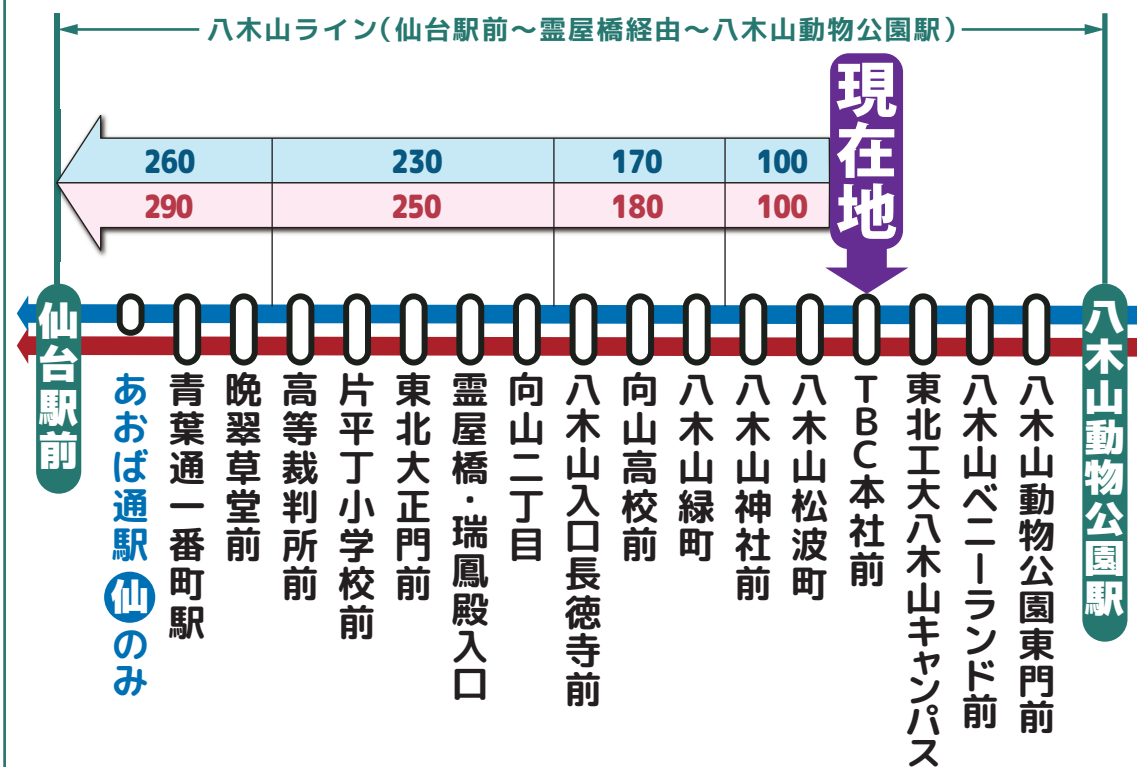 八木山ライン(仙台駅前～霊屋橋経由～八木山動物公園駅)
現在地
260 230 170 100
290 250 180 100
仙台駅前
あおば通駅仙のみ
青葉通一番町駅
晩翠草堂前
高等裁判所前
片平丁小学校前
東北大正門前
霊屋橋・瑞鳳殿入口
向山二丁目
八木山入口長徳寺前
向山高校前
八木山緑町
八木山神社前
八木山松波町
TBC本社前
東北工大八木山キャンパス
八木山ベニーランド前
八木山動物公園東門前
八木山動物公園駅